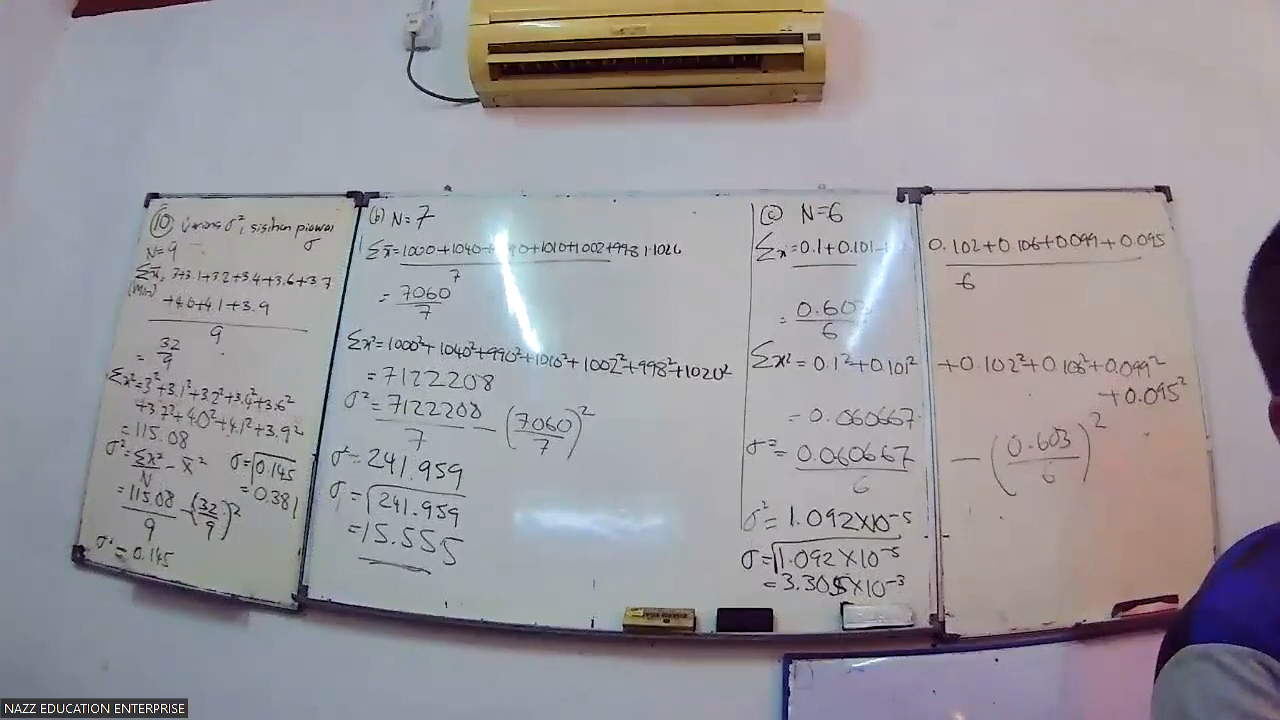 (10) Varians σ², sisihan piawai σ
N=9
Σx̄, 3+3.1+3.2+3.4+3.6+3.7
(Min) +4.0+4.1+3.9
9
= 32/9
Σx²=3²+3.1²+3.2²+3.4²+3.6²
+3.7²+4.0²+4.1²+3.9²
=115.08
σ²=Σx²/N - x̄²
=115.08/9 -(32/9)²
σ² = 0.145
σ=√0.145
=0.381
(b) N=7
Σx̄=1000+1040+990+1010+1002+998+1020
7
= 7060/7
Σx²=1000²+1040²+990²+1010²+1002²+998²+1020²
=7122208
σ²=7122208/7 - (7060/7)²
σ²=241.959
σ=√241.959
=15.555
(c) N=6
Σx̄=0.1+0.101+ 0.102+0.106+0.099+0.095
6
= 0.603/6
Σx²=0.1²+0.101² +0.102²+0.106²+0.099²
+0.095²
=0.060667
σ²=0.060667/6 - (0.603/6)²
σ²=1.092×10⁻⁵
σ=√1.092×10⁻⁵
=3.305×10⁻³
NAZZ EDUCATION ENTERPRISE